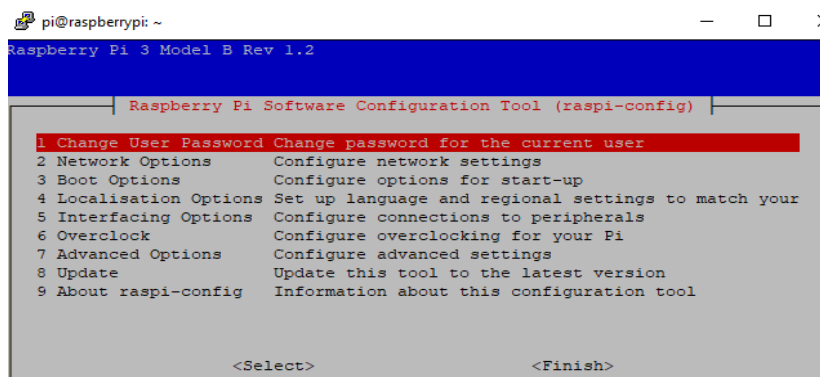 pi@raspberrypi: ~
Raspberry Pi 3 Model B Rev 1.2
Raspberry Pi Software Configuration Tool (raspi-config)
1 Change User Password Change password for the current user
2 Network Options Configure network settings
3 Boot Options Configure options for start-up
4 Localisation Options Set up language and regional settings to match your
5 Interfacing Options Configure connections to peripherals
6 Overclock Configure overclocking for your Pi
7 Advanced Options Configure advanced settings
8 Update Update this tool to the latest version
9 About raspi-config Information about this configuration tool
<Select> <Finish>